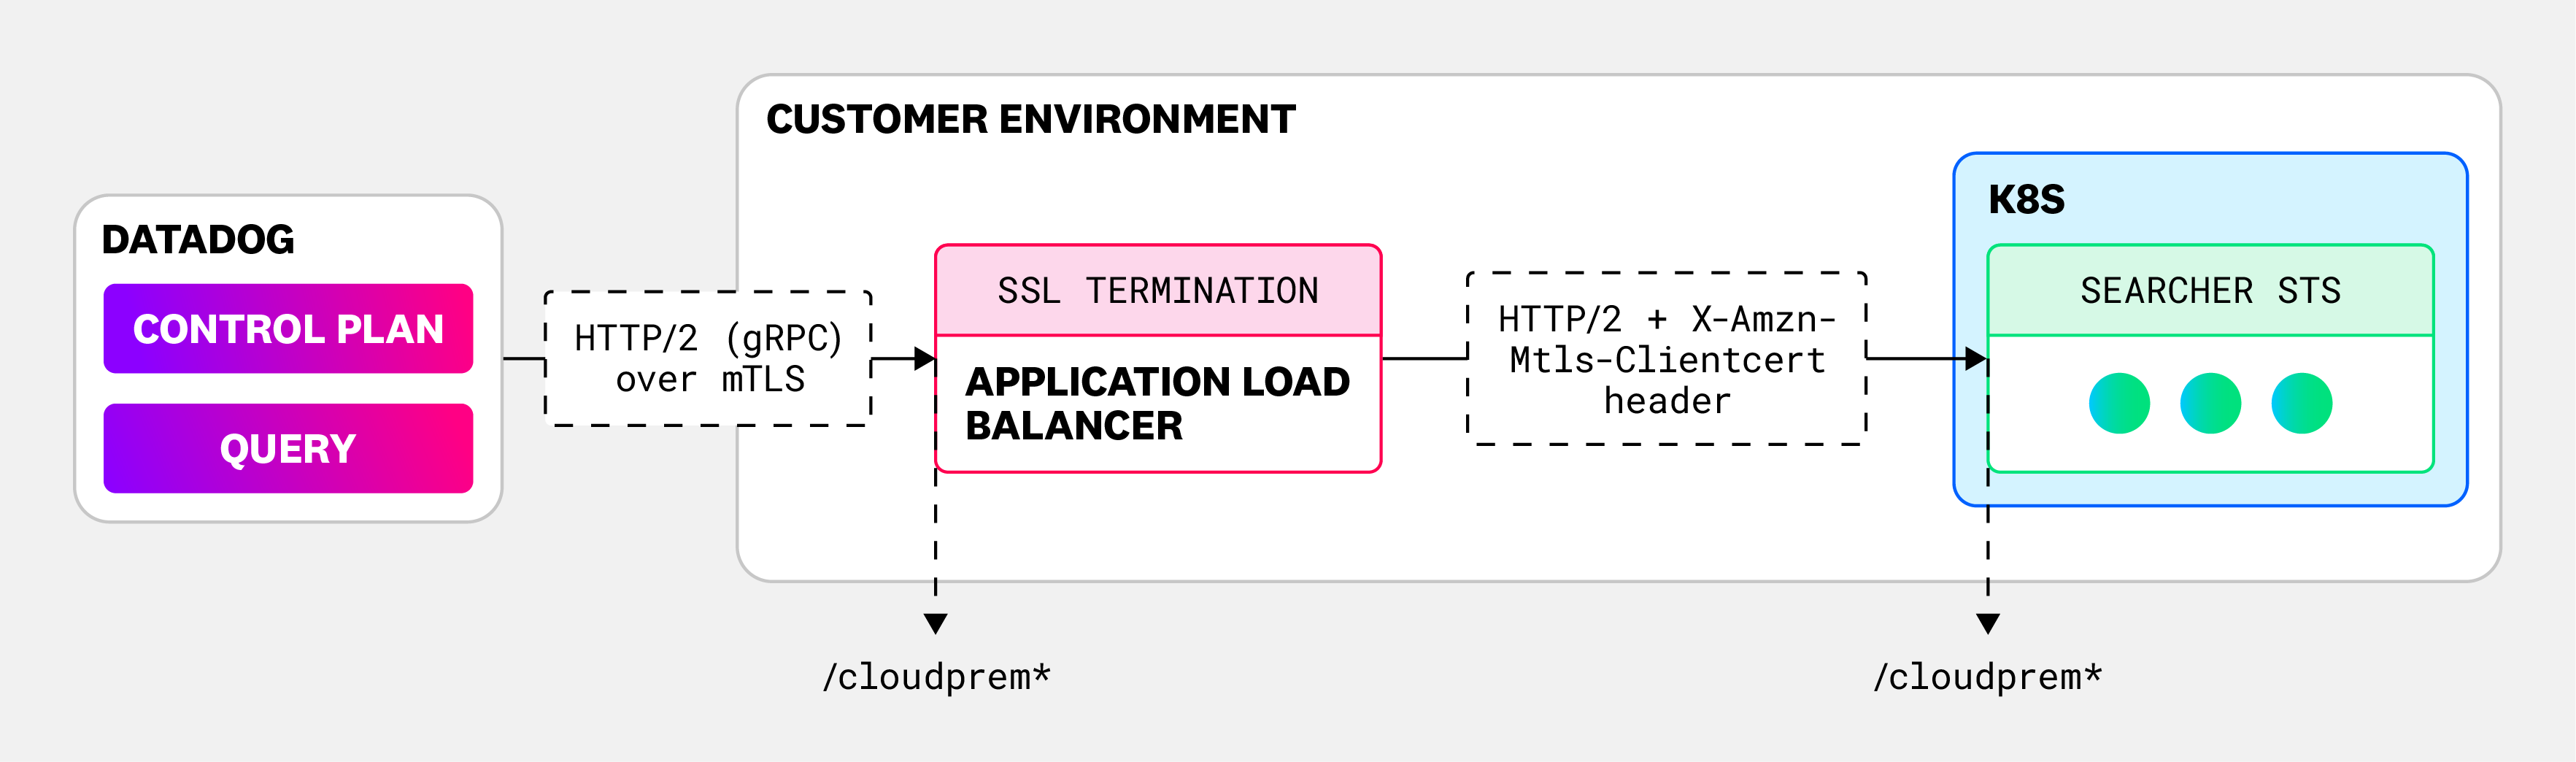 CUSTOMER ENVIRONMENT
DATADOG
CONTROL PLAN
QUERY
HTTP/2 (gRPC)
over mTLS
SSL TERMINATION
APPLICATION LOAD
BALANCER
HTTP/2 + X-Amzn-
Mtls-Clientcert
header
K8S
SEARCHER STS
/cloudprem*
/cloudprem*